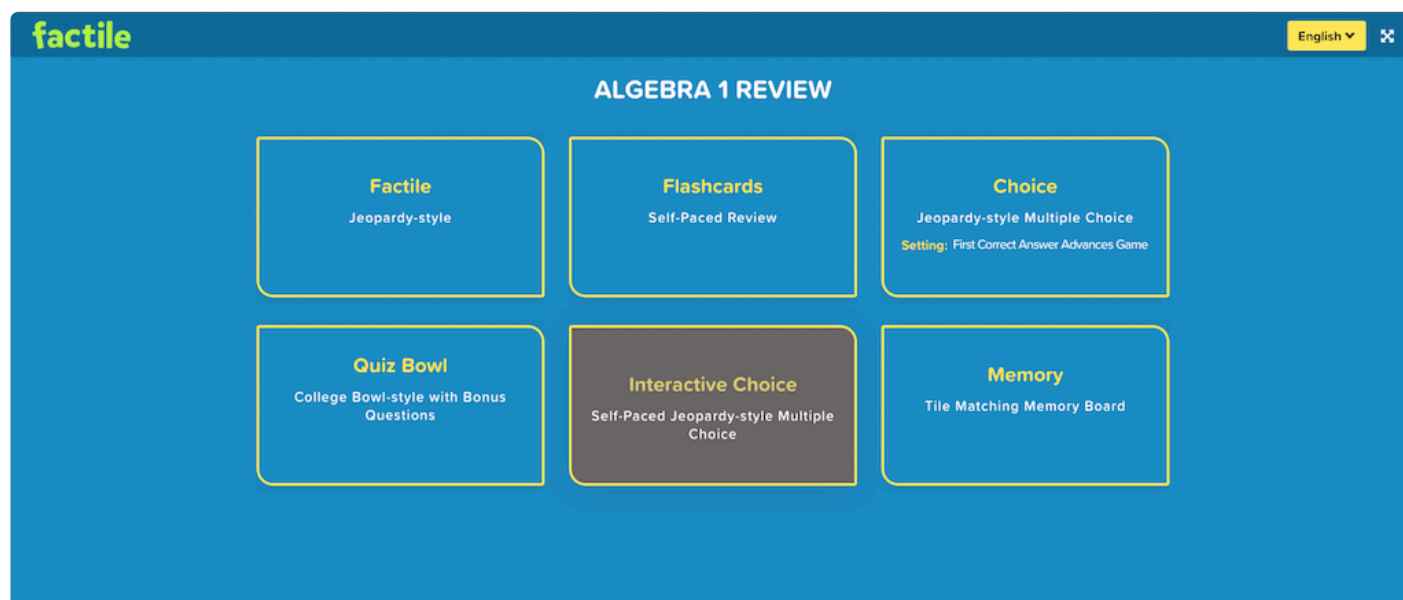 factile
English
ALGEBRA 1 REVIEW
Factile
Jeopardy-style
Flashcards
Self-Paced Review
Choice
Jeopardy-style Multiple Choice
Setting: First Correct Answer Advances Game
Quiz Bowl
College Bowl-style with Bonus
Questions
Interactive Choice
Self-Paced Jeopardy-style Multiple
Choice
Memory
Tile Matching Memory Board